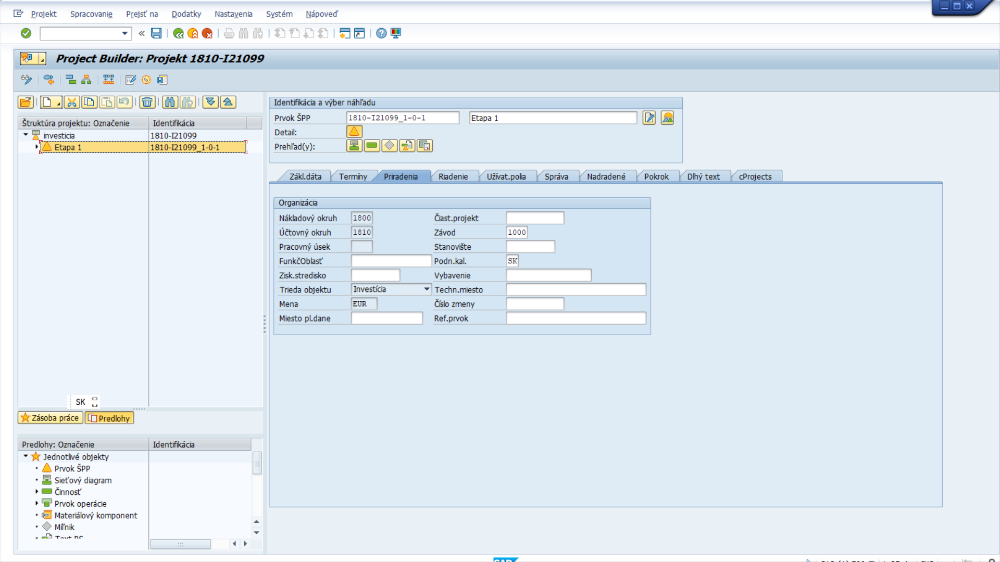 Projekt Spracovanie Prejsť na Dodatky Nastavenia Systém Nápoveď
Project Builder: Projekt 1810-I21099
Štruktúra projektu: Označenie Identifikácia
investicia 1810-I21099
Etapa 1 1810-I21099_1-0-1
SK
Zásoba práce Predlohy
Predlohy: Označenie Identifikácia
Jednotlivé objekty
Prvok ŠPP
Sieťový diagram
Činnosť
Prvok operácie
Materiálový komponent
Míľnik
Text PS
Identifikácia a výber náhľadu
Prvok ŠPP 1810-I21099_1-0-1 Etapa 1
Detail:
Prehľad(y):
Zákl.dáta Termíny Priradenia Riadenie Užívat.polia Správa Nadradené Pokrok Dlhý text cProjects
Organizácia
Nákladový okruh 1800 Čiast.projekt
Účtovný okruh 1810 Závod 1000
Pracovný úsek Stanovište
FunkčOblasť Podn.kal. SK
Zisk.stredisko Vybavenie
Trieda objektu Investícia Techn.miesto
Mena EUR Číslo zmeny
Miesto pl.dane Ref.prvok
SAP